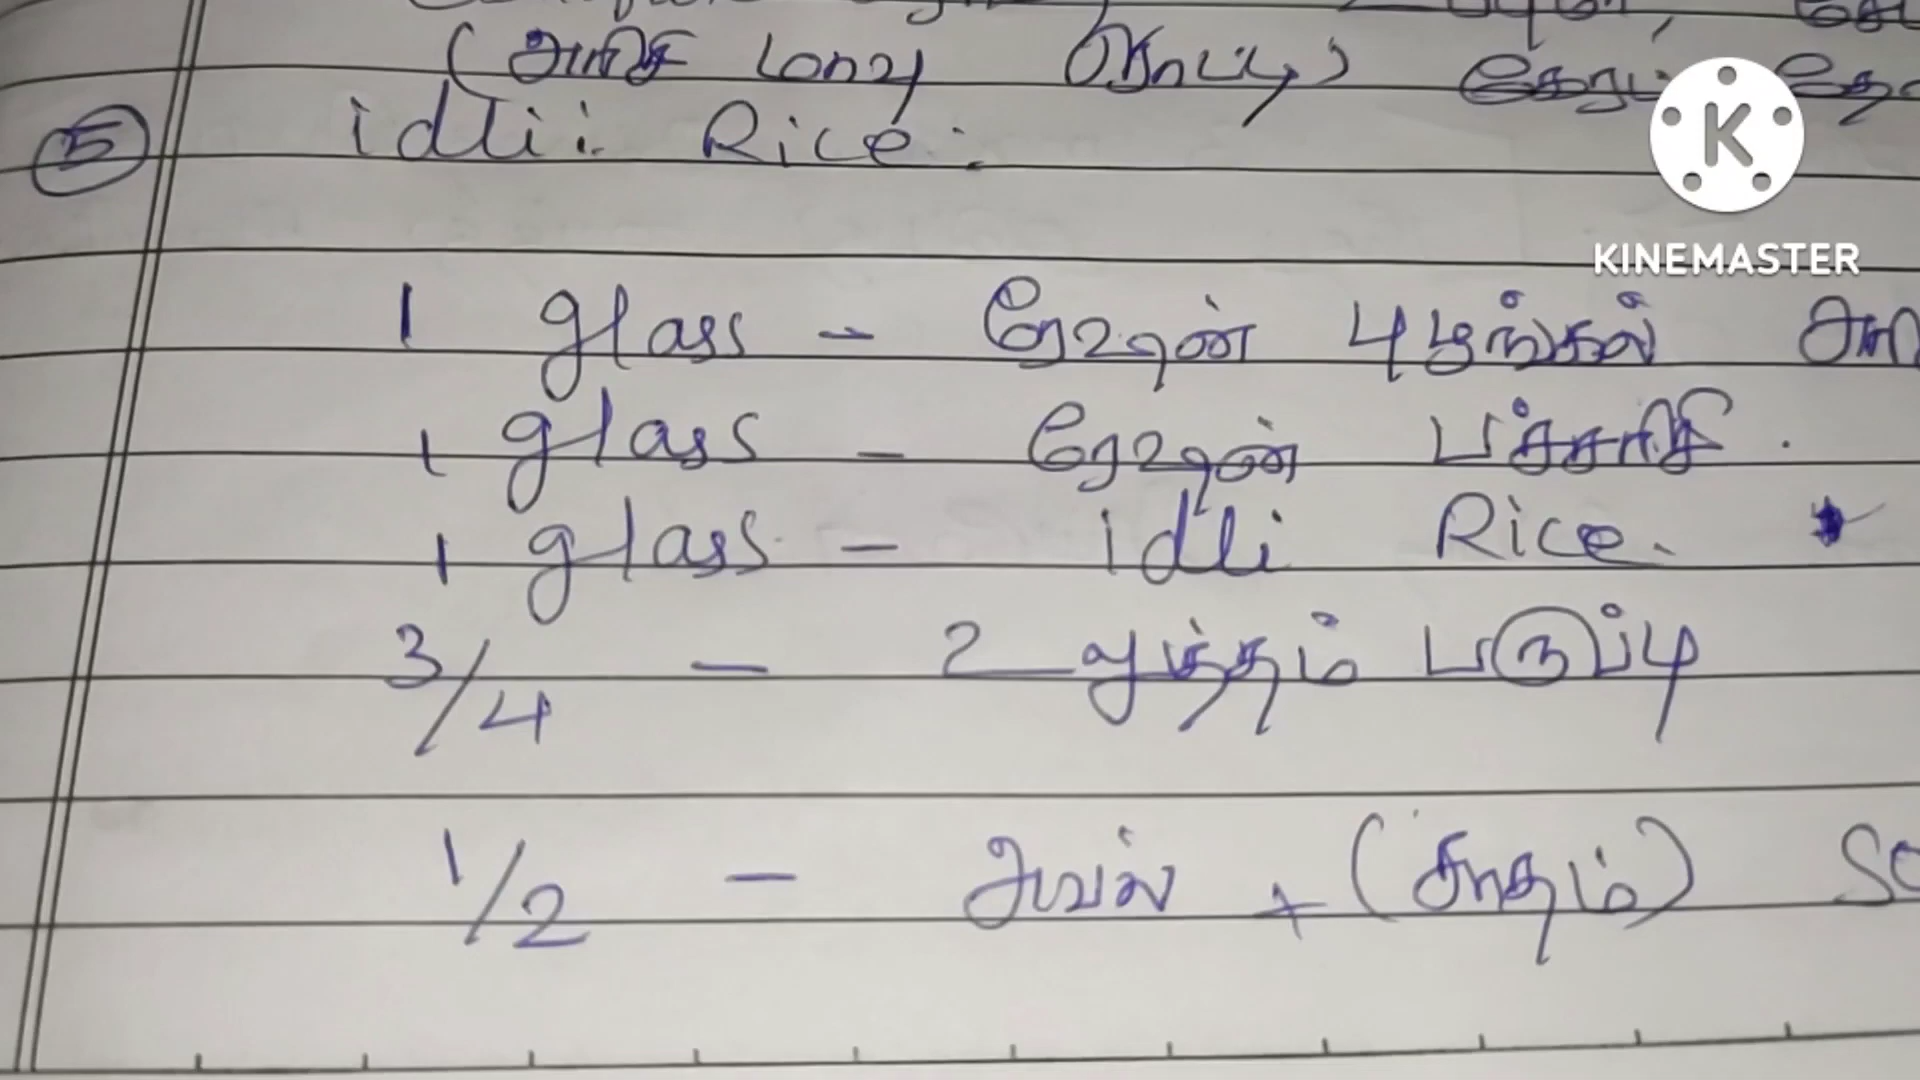 (அரிசி மாவு கொட்டி)
5 idli: Rice:
KINEMASTER
1 glass - ரேஷன் புழுங்கல்
1 glass - ரேஷன் பச்சரிசி.
1 glass - idli Rice.
3/4 - உளுத்தம் பருப்பு
1/2 - அவல் + (சாதம்)